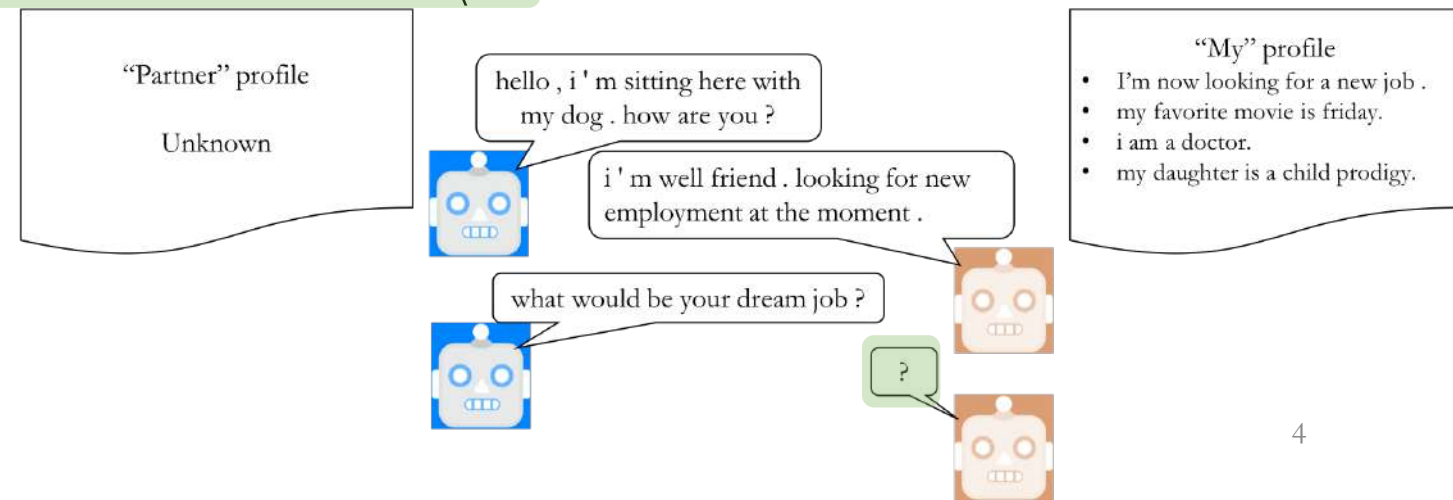 “Partner” profile
Unknown
hello , i ' m sitting here with
my dog . how are you ?
i ' m well friend . looking for new
employment at the moment .
what would be your dream job ?
?
“My” profile
• I’m now looking for a new job .
• my favorite movie is friday.
• i am a doctor.
• my daughter is a child prodigy.
4